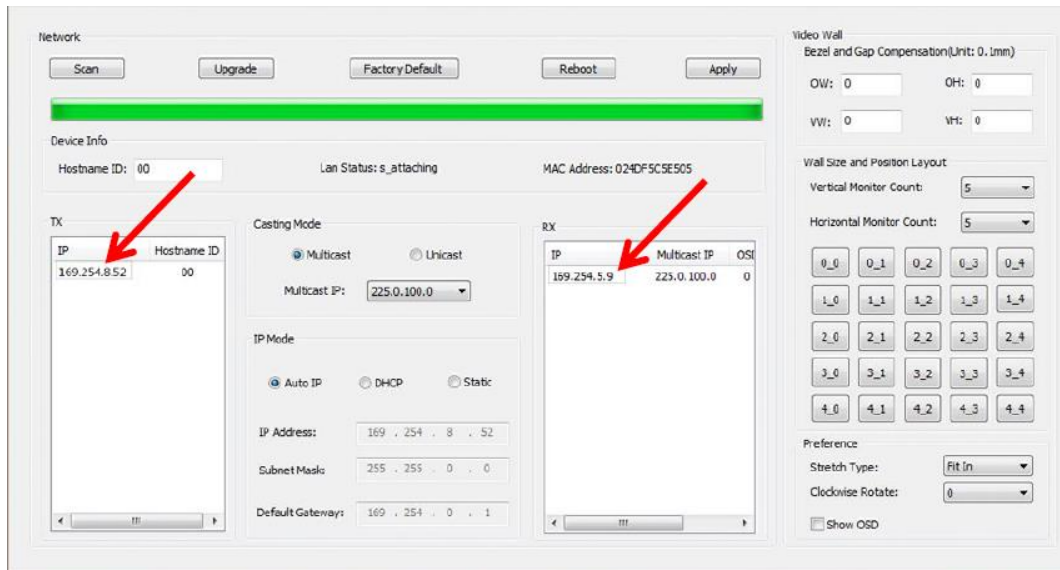 Network
Scan Upgrade Factory Default Reboot Apply
Device Info
Hostname ID: 00 Lan Status: s_attaching MAC Address: 024DF5C5E505
TX
IP Hostname ID
169.254.8.52 00
Casting Mode
Multicast Unicast
Multicast IP: 225.0.100.0
IP Mode
Auto IP DHCP Static
IP Address: 169 . 254 . 8 . 52
Subnet Mask: 255 . 255 . 0 . 0
Default Gateway: 169 . 254 . 0 . 1
RX
IP Multicast IP OSI
169.254.5.9 225.0.100.0 0
Video Wall
Bezel and Gap Compensation(Unit: 0.1mm)
OW: 0 OH: 0
VW: 0 VH: 0
Wall Size and Position Layout
Vertical Monitor Count: 5
Horizontal Monitor Count: 5
0_0 0_1 0_2 0_3 0_4
1_0 1_1 1_2 1_3 1_4
2_0 2_1 2_2 2_3 2_4
3_0 3_1 3_2 3_3 3_4
4_0 4_1 4_2 4_3 4_4
Preference
Stretch Type: Fit In
Clockwise Rotate: 0
Show OSD